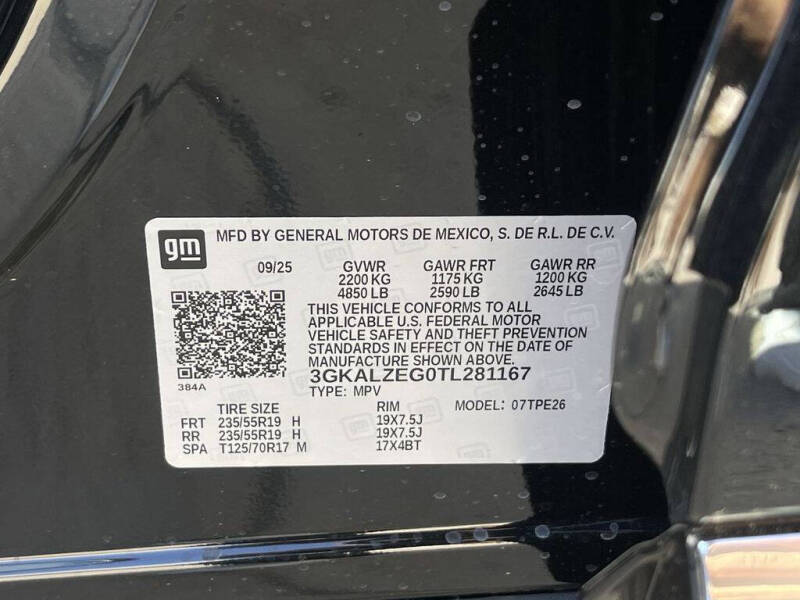 gm MFD BY GENERAL MOTORS DE MEXICO, S. DE R.L. DE C.V.
09/25 GVWR GAWR FRT GAWR RR
2200 KG 1175 KG 1200 KG
4850 LB 2590 LB 2645 LB
THIS VEHICLE CONFORMS TO ALL
APPLICABLE U.S. FEDERAL MOTOR
VEHICLE SAFETY AND THEFT PREVENTION
STANDARDS IN EFFECT ON THE DATE OF
MANUFACTURE SHOWN ABOVE.
384A 3GKALZEG0TL281167
TYPE: MPV
TIRE SIZE RIM MODEL: 07TPE26
FRT 235/55R19 H 19X7.5J
RR 235/55R19 H 19X7.5J
SPA T125/70R17 M 17X4BT